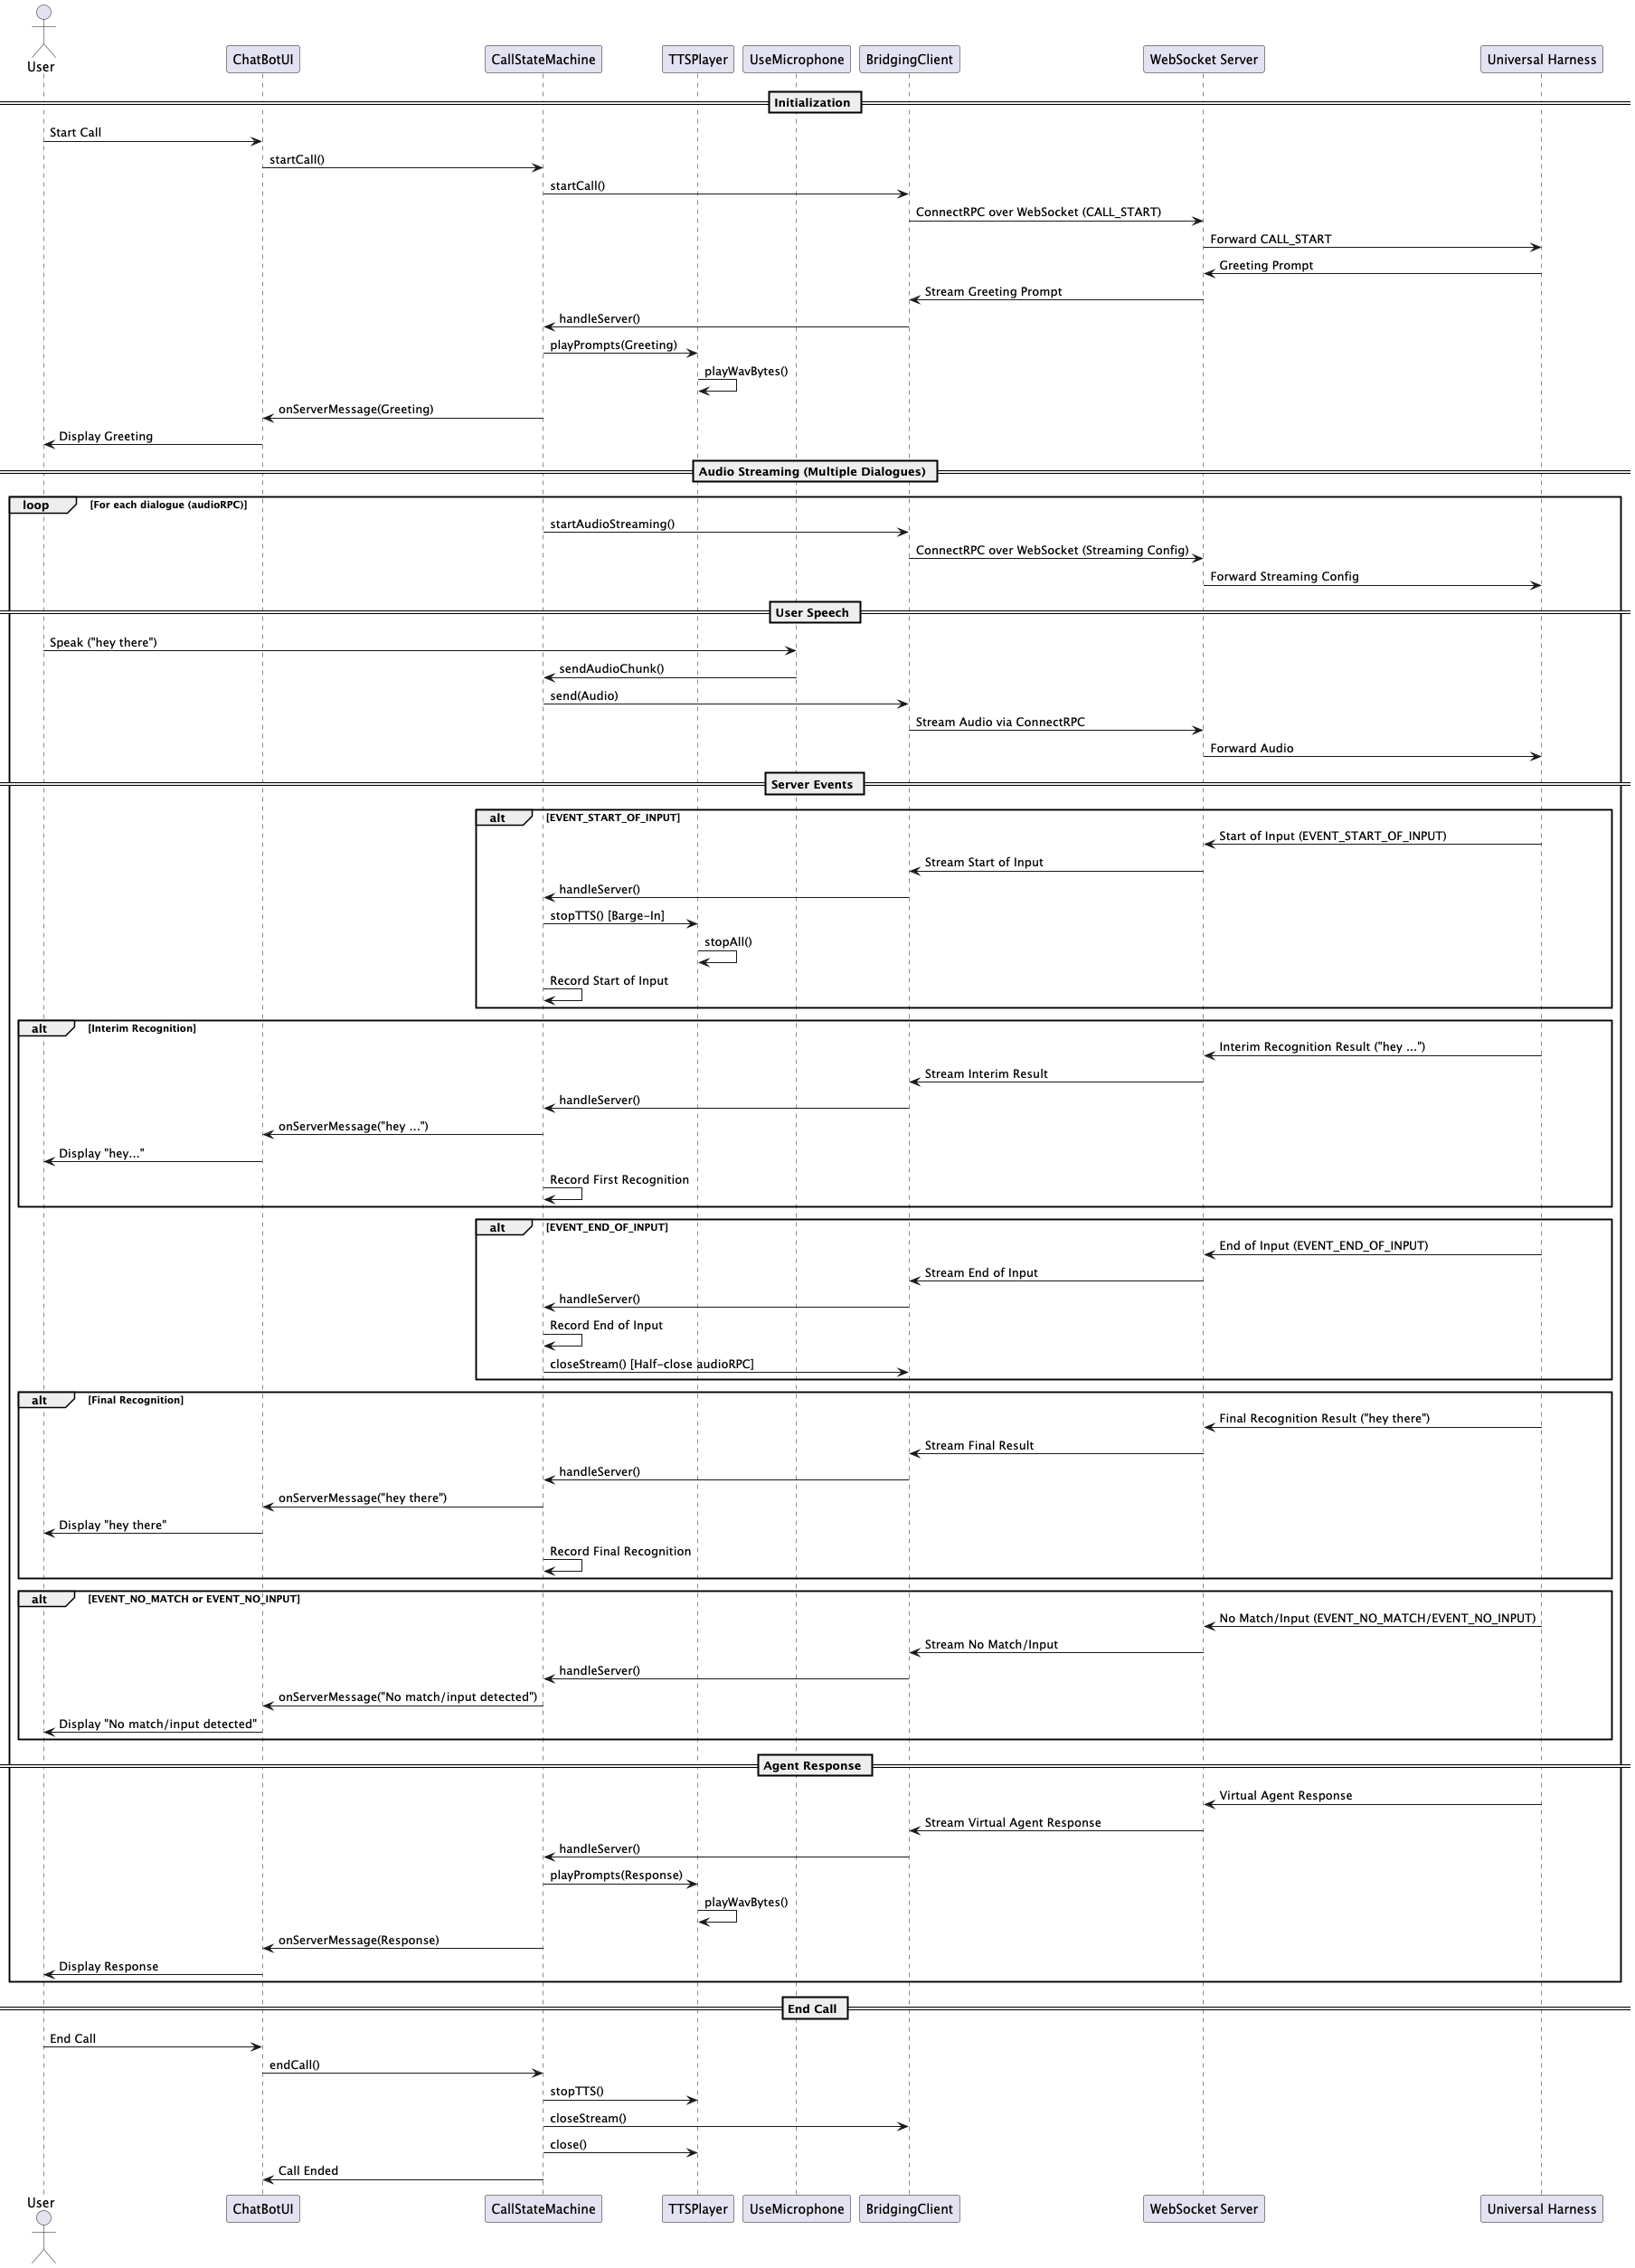 User
ChatBotUI
CallStateMachine
TTSPlayer
UseMicrophone
BridgingClient
WebSocket Server
Universal Harness
Initialization
Start Call
startCall()
startCall()
ConnectRPC over WebSocket (CALL_START)
Forward CALL_START
Greeting Prompt
Stream Greeting Prompt
handleServer()
playPrompts(Greeting)
playWavBytes()
onServerMessage(Greeting)
Display Greeting
Audio Streaming (Multiple Dialogues)
loop
[For each dialogue (audioRPC)]
startAudioStreaming()
ConnectRPC over WebSocket (Streaming Config)
Forward Streaming Config
User Speech
Speak ("hey there")
sendAudioChunk()
send(Audio)
Stream Audio via ConnectRPC
Forward Audio
Server Events
alt
[EVENT_START_OF_INPUT]
Start of Input (EVENT_START_OF_INPUT)
Stream Start of Input
handleServer()
stopTTS() [Barge-In]
stopAll()
Record Start of Input
alt
[Interim Recognition]
Interim Recognition Result ("hey ...")
Stream Interim Result
handleServer()
onServerMessage("hey ...")
Display "hey..."
Record First Recognition
alt
[EVENT_END_OF_INPUT]
End of Input (EVENT_END_OF_INPUT)
Stream End of Input
handleServer()
Record End of Input
closeStream() [Half-close audioRPC]
alt
[Final Recognition]
Final Recognition Result ("hey there")
Stream Final Result
handleServer()
onServerMessage("hey there")
Display "hey there"
Record Final Recognition
alt
[EVENT_NO_MATCH or EVENT_NO_INPUT]
No Match/Input (EVENT_NO_MATCH/EVENT_NO_INPUT)
Stream No Match/Input
handleServer()
onServerMessage("No match/input detected")
Display "No match/input detected"
Agent Response
Virtual Agent Response
Stream Virtual Agent Response
handleServer()
playPrompts(Response)
playWavBytes()
onServerMessage(Response)
Display Response
End Call
End Call
endCall()
stopTTS()
closeStream()
close()
Call Ended
User
ChatBotUI
CallStateMachine
TTSPlayer
UseMicrophone
BridgingClient
WebSocket Server
Universal Harness